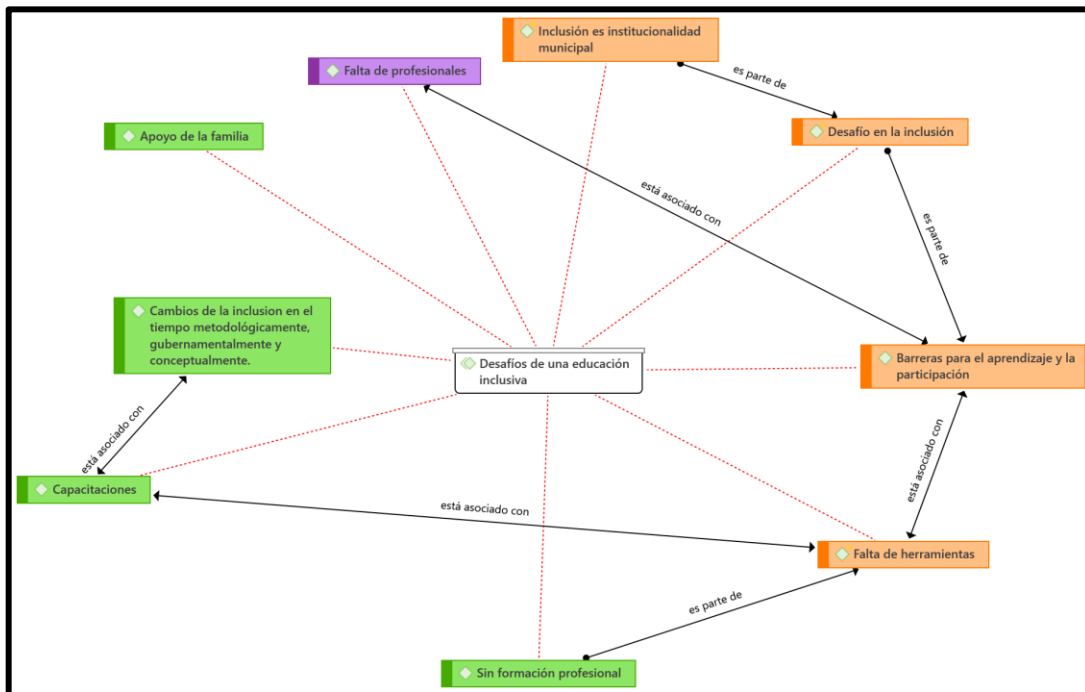 Inclusión es institucionalidad
municipal
Falta de profesionales
es parte de
Apoyo de la familia
Desafío en la inclusión
está asociado con
es parte de
Cambios de la inclusion en el
tiempo metodológicamente,
gubernamentalmente y
conceptualmente.
Desafíos de una educación
inclusiva
Barreras para el aprendizaje y la
participación
está asociado con
está asociado con
Capacitaciones
está asociado con
Falta de herramientas
es parte de
Sin formación profesional